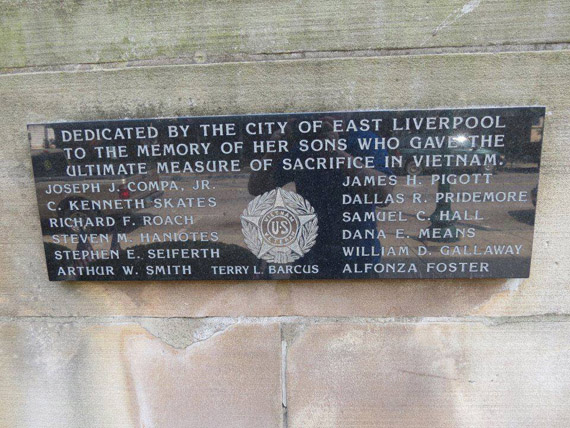 DEDICATED BY THE CITY OF EAST LIVERPOOL
TO THE MEMORY OF HER SONS WHO GAVE THE
ULTIMATE MEASURE OF SACRIFICE IN VIETNAM.
JOSEPH J. COMPA, JR.
C. KENNETH SKATES
RICHARD F. ROACH
STEVEN M. HANIOTES
STEPHEN E. SEIFERTH
ARTHUR W. SMITH
US
TERRY L. BARCUS
JAMES H. PIGOTT
DALLAS R. PRIDEMORE
SAMUEL C. HALL
DANA E. MEANS
WILLIAM D. GALLAWAY
ALFONZA FOSTER